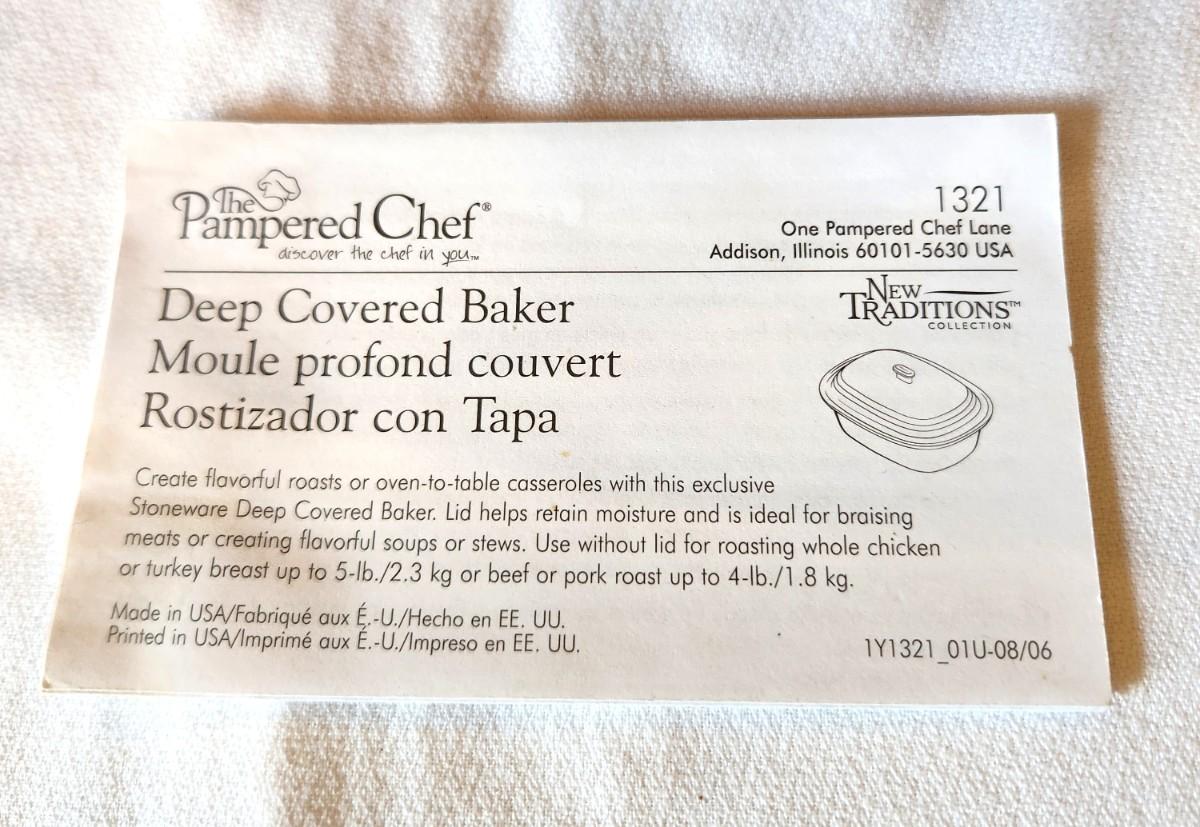 The
Pampered Chef®
discover the chef in you™
1321
One Pampered Chef Lane
Addison, Illinois 60101-5630 USA
Deep Covered Baker
Moule profond couvert
Rostizador con Tapa
NEW
TRADITIONS™
COLLECTION
Create flavorful roasts or oven-to-table casseroles with this exclusive
Stoneware Deep Covered Baker. Lid helps retain moisture and is ideal for braising
meats or creating flavorful soups or stews. Use without lid for roasting whole chicken
or turkey breast up to 5-lb./2.3 kg or beef or pork roast up to 4-lb./1.8 kg.
Made in USA/Fabriqué aux É.-U./Hecho en EE. UU.
Printed in USA/Imprimé aux É.-U./Impreso en EE. UU.
1Y1321_01U-08/06